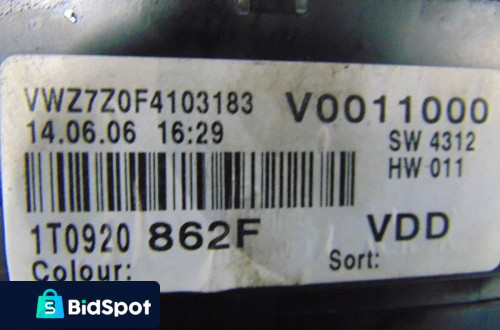 VWZ7Z0F4103183 V0011000
14.06.06 16:29 SW 4312
HW 011
1T0920 862F VDD
Colour: Sort:
S BidSpot